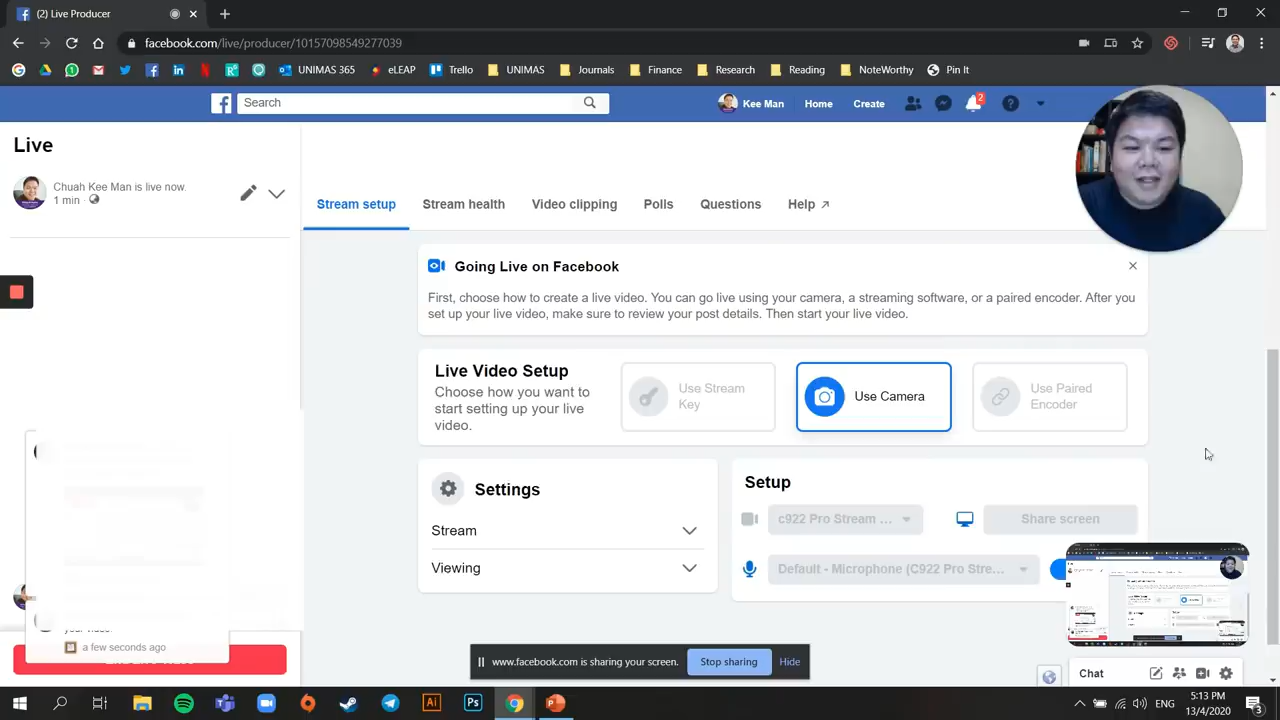 (2) Live Producer
facebook.com/live/producer/10157098549277039
UNIMAS 365
eLEAP
Trello
UNIMAS
Journals
Finance
Research
Reading
NoteWorthy
Pin It
Search
Kee Man
Home
Create
2
Live
Chuah Kee Man is live now.
1 min ·
Stream setup
Stream health
Video clipping
Polls
Questions
Help
Going Live on Facebook
First, choose how to create a live video. You can go live using your camera, a streaming software, or a paired encoder. After you
set up your live video, make sure to review your post details. Then start your live video.
Live Video Setup
Choose how you want to
start setting up your live
video.
Use Stream
Key
Use Camera
Use Paired
Encoder
Settings
Stream
Viewing
Setup
c922 Pro Stream ...
Share screen
Default - Microphone (C922 Pro Stre...
your video.
a few seconds ago
www.facebook.com is sharing your screen.
Stop sharing
Hide
Chat
ENG
5:13 PM
13/4/2020
3